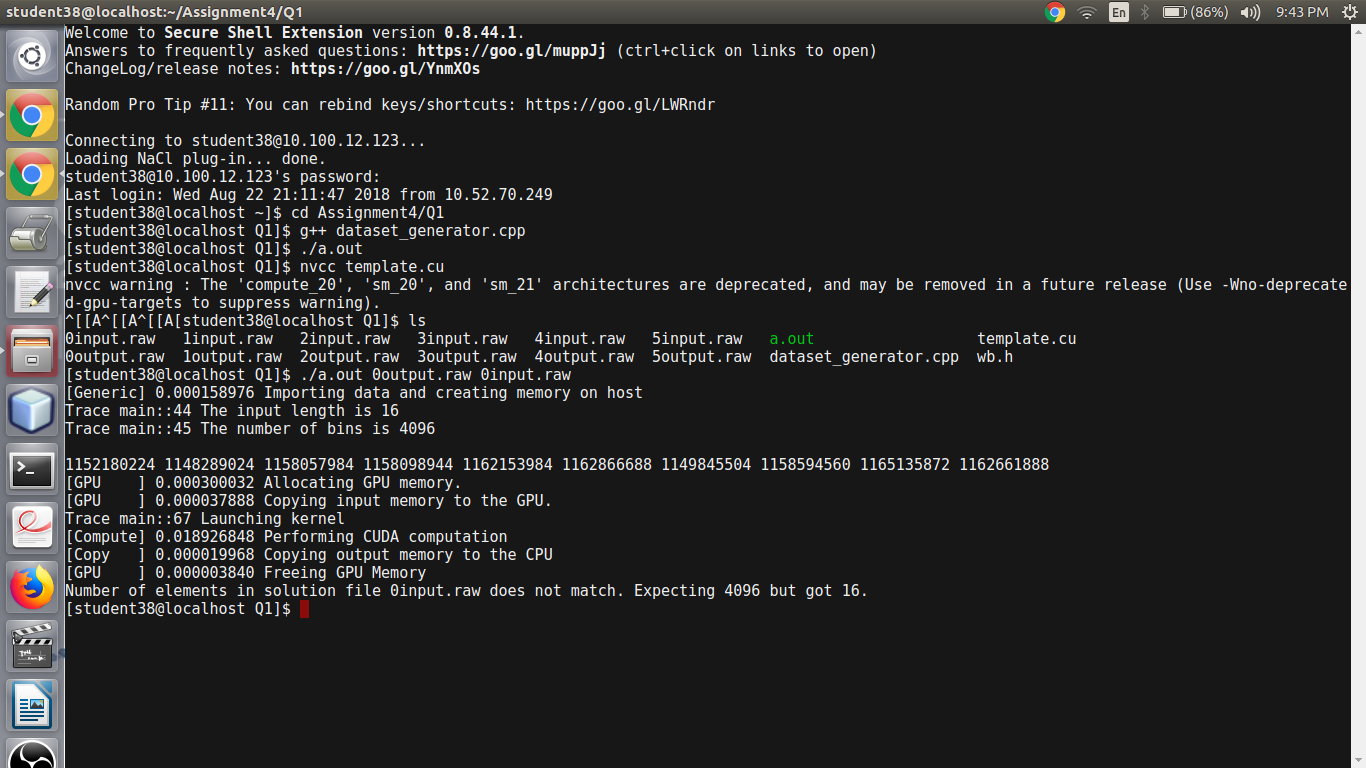 student38@localhost:~/Assignment4/Q1 En (86%) 9:43 PM
Welcome to Secure Shell Extension version 0.8.44.1.
Answers to frequently asked questions: https://goo.gl/muppJj (ctrl+click on links to open)
ChangeLog/release notes: https://goo.gl/YnmXOs
Random Pro Tip #11: You can rebind keys/shortcuts: https://goo.gl/LWRndr
Connecting to student38@10.100.12.123...
Loading NaCl plug-in... done.
student38@10.100.12.123's password:
Last login: Wed Aug 22 21:11:47 2018 from 10.52.70.249
[student38@localhost ~]$ cd Assignment4/Q1
[student38@localhost Q1]$ g++ dataset_generator.cpp
[student38@localhost Q1]$ ./a.out
[student38@localhost Q1]$ nvcc template.cu
nvcc warning : The 'compute_20', 'sm_20', and 'sm_21' architectures are deprecated, and may be removed in a future release (Use -Wno-deprecate
d-gpu-targets to suppress warning).
^[[A^[[A^[[A[student38@localhost Q1]$ ls
0input.raw 1input.raw 2input.raw 3input.raw 4input.raw 5input.raw a.out template.cu
0output.raw 1output.raw 2output.raw 3output.raw 4output.raw 5output.raw dataset_generator.cpp wb.h
[student38@localhost Q1]$ ./a.out 0output.raw 0input.raw
[Generic] 0.000158976 Importing data and creating memory on host
Trace main::44 The input length is 16
Trace main::45 The number of bins is 4096
1152180224 1148289024 1158057984 1158098944 1162153984 1162866688 1149845504 1158594560 1165135872 1162661888
[GPU    ] 0.000300032 Allocating GPU memory.
[GPU    ] 0.000037888 Copying input memory to the GPU.
Trace main::67 Launching kernel
[Compute] 0.018926848 Performing CUDA computation
[Copy   ] 0.000019968 Copying output memory to the CPU
[GPU    ] 0.000003840 Freeing GPU Memory
Number of elements in solution file 0input.raw does not match. Expecting 4096 but got 16.
[student38@localhost Q1]$